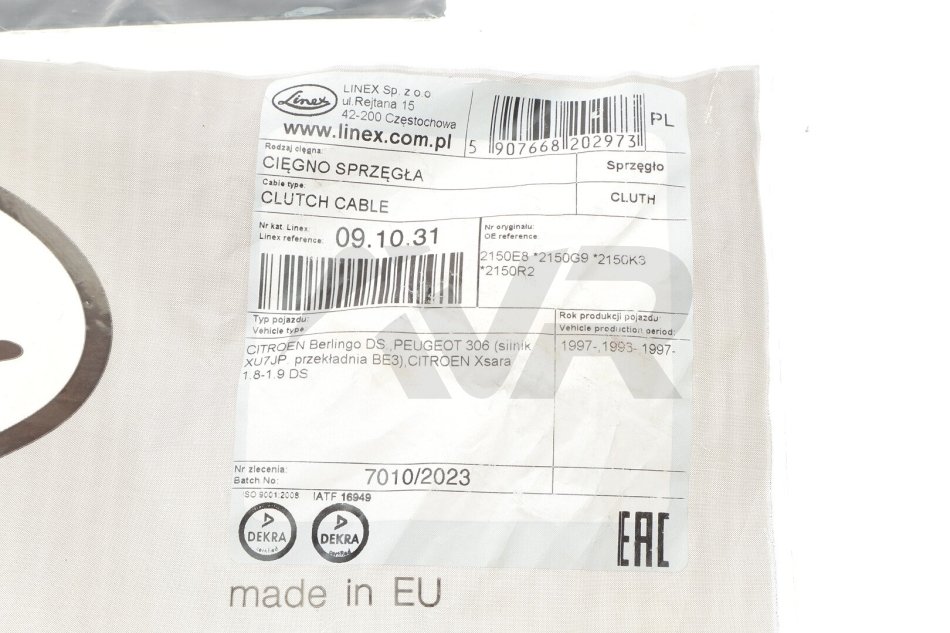 Linex
LINEX Sp. z o.o
ul.Rejtana 15
42-200 Częstochowa
www.linex.com.pl
5 907668 202973
PL
Rodzaj cięgna:
CIĘGNO SPRZĘGŁA
Sprzęgło
Cable type:
CLUTCH CABLE
CLUTH
Nr kat. Linex:
Linex reference:
09.10.31
Nr oryginału:
OE reference:
2150E8 *2150G9 *2150K3
*2150R2
Typ pojazdu:
Vehicle type:
Rok produkcji pojazdu
Vehicle production period:
CITROEN Berlingo DS ,PEUGEOT 306 (silnik
XU7JP przekładnia BE3),CITROEN Xsara
1.8-1.9 DS
1997-,1993- 1997-
Nr zlecenia:
Batch No:
7010/2023
ISO 9001:2008
IATF 16949
DEKRA
DEKRA
EAC
made in EU
VR